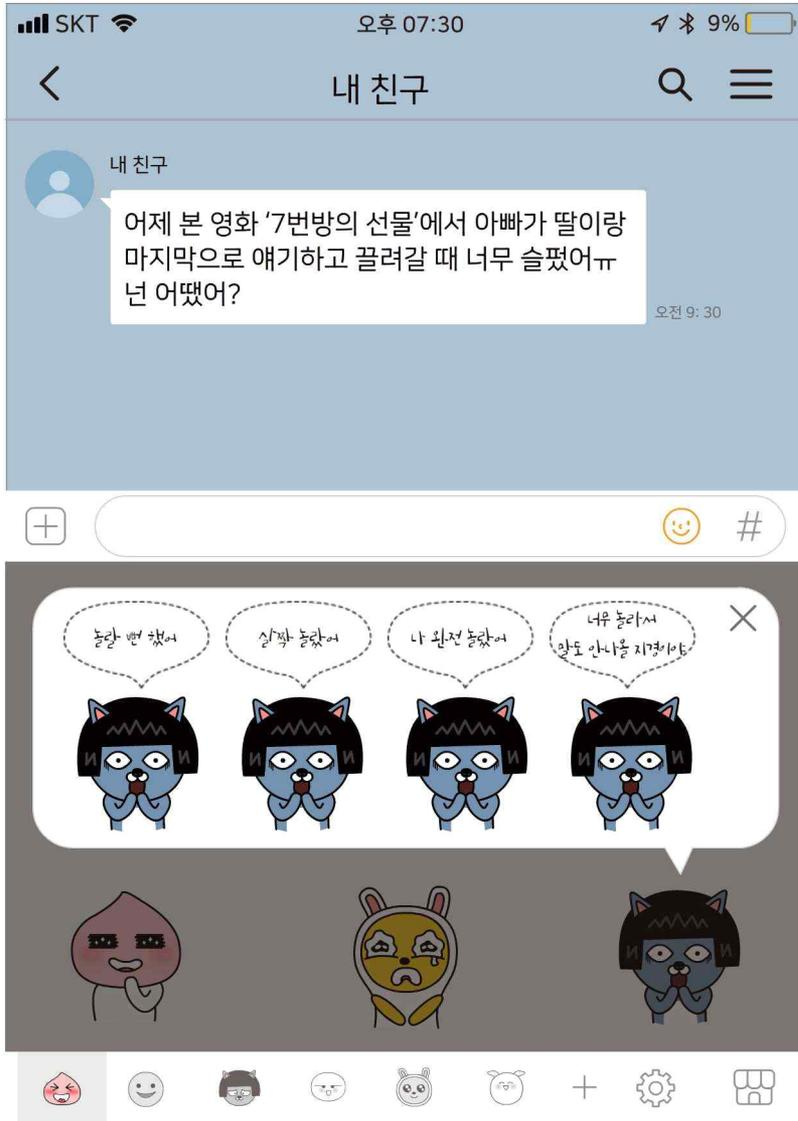 SKT 오후 07:30 9%
내 친구
내 친구
어제 본 영화 '7번방의 선물'에서 아빠가 딸이랑
마지막으로 얘기하고 끌려갈 때 너무 슬펐어ㅠ
넌 어땠어?
오전 9: 30
#
놀랄 뻔 했어
살짝 놀랐어
나 완전 놀랐어
너무 놀라서
말도 안나올 지경이야